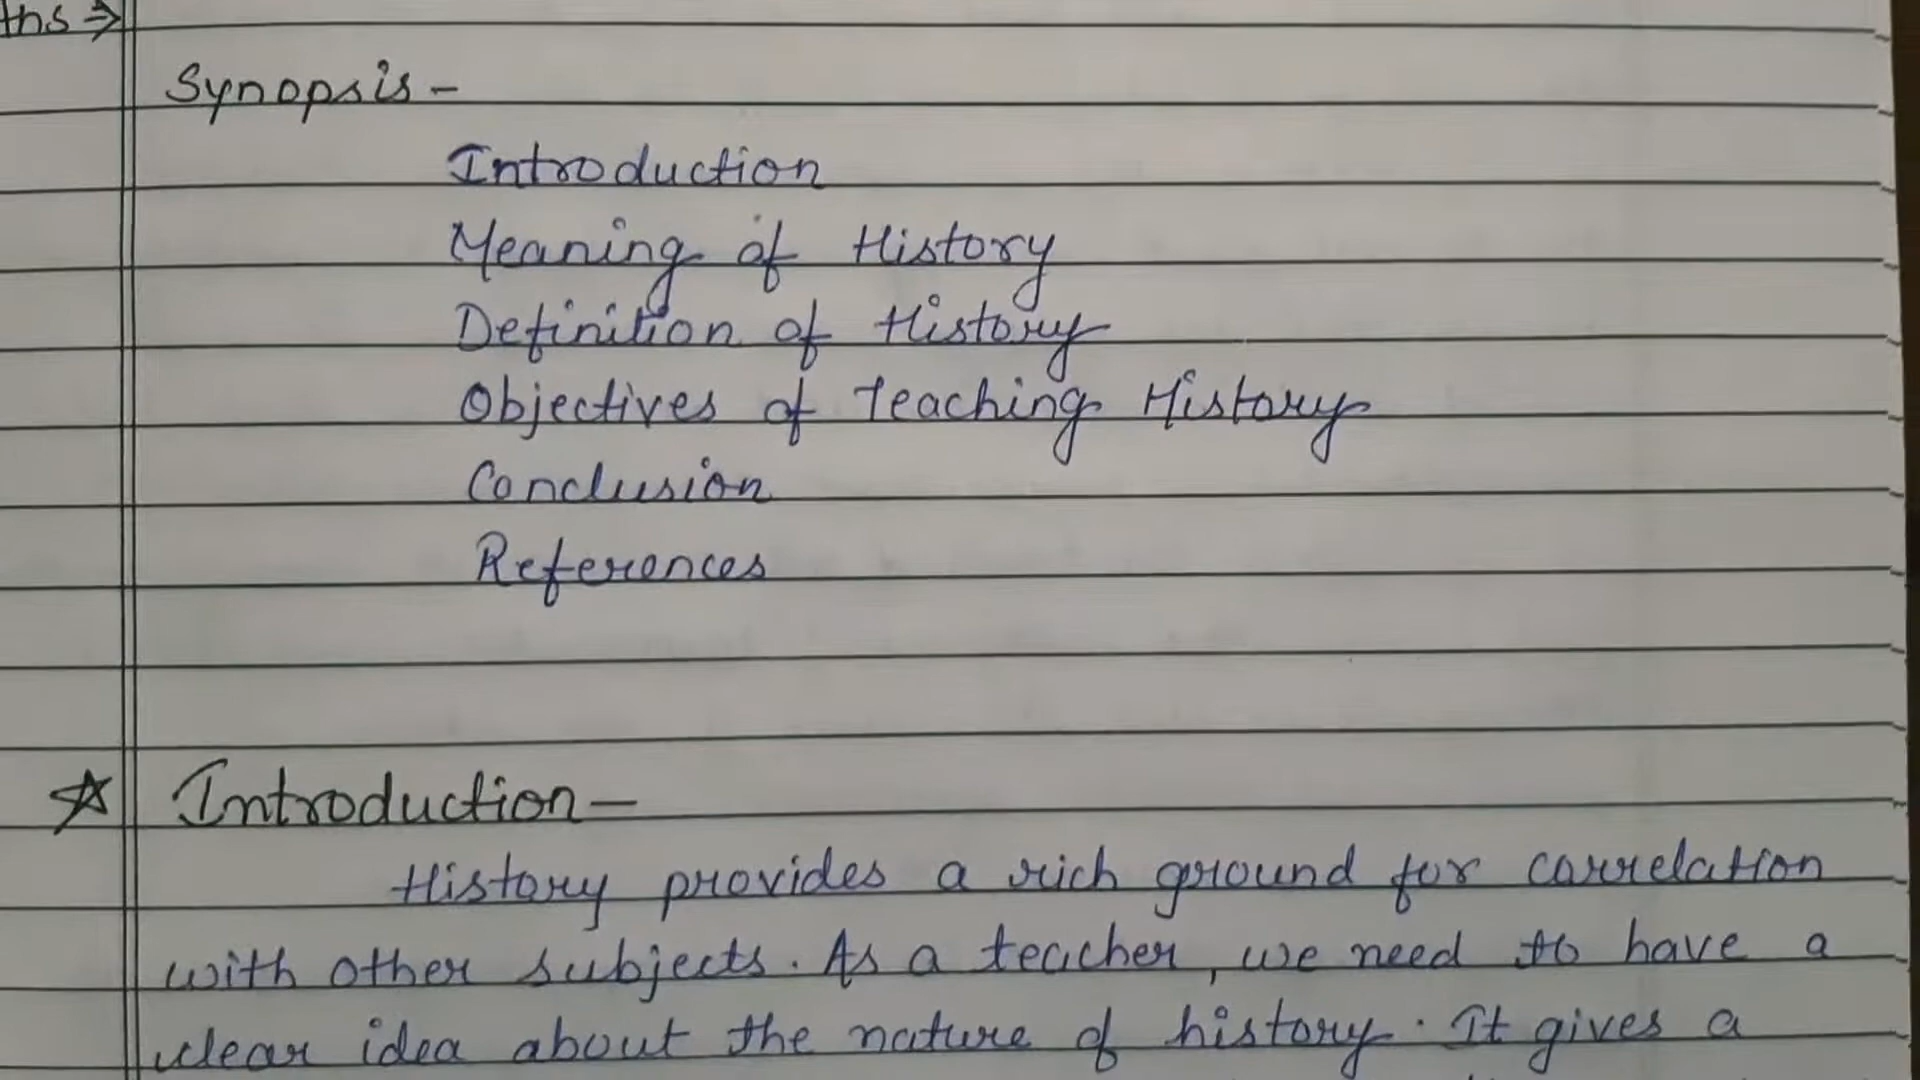 Ans ⇒
Synopsis -
Introduction
Meaning of History
Definition of History
Objectives of Teaching History
Conclusion
References
☆ Introduction —
History provides a rich ground for correlation
with other subjects. As a teacher, we need to have a
clear idea about the nature of history. It gives a